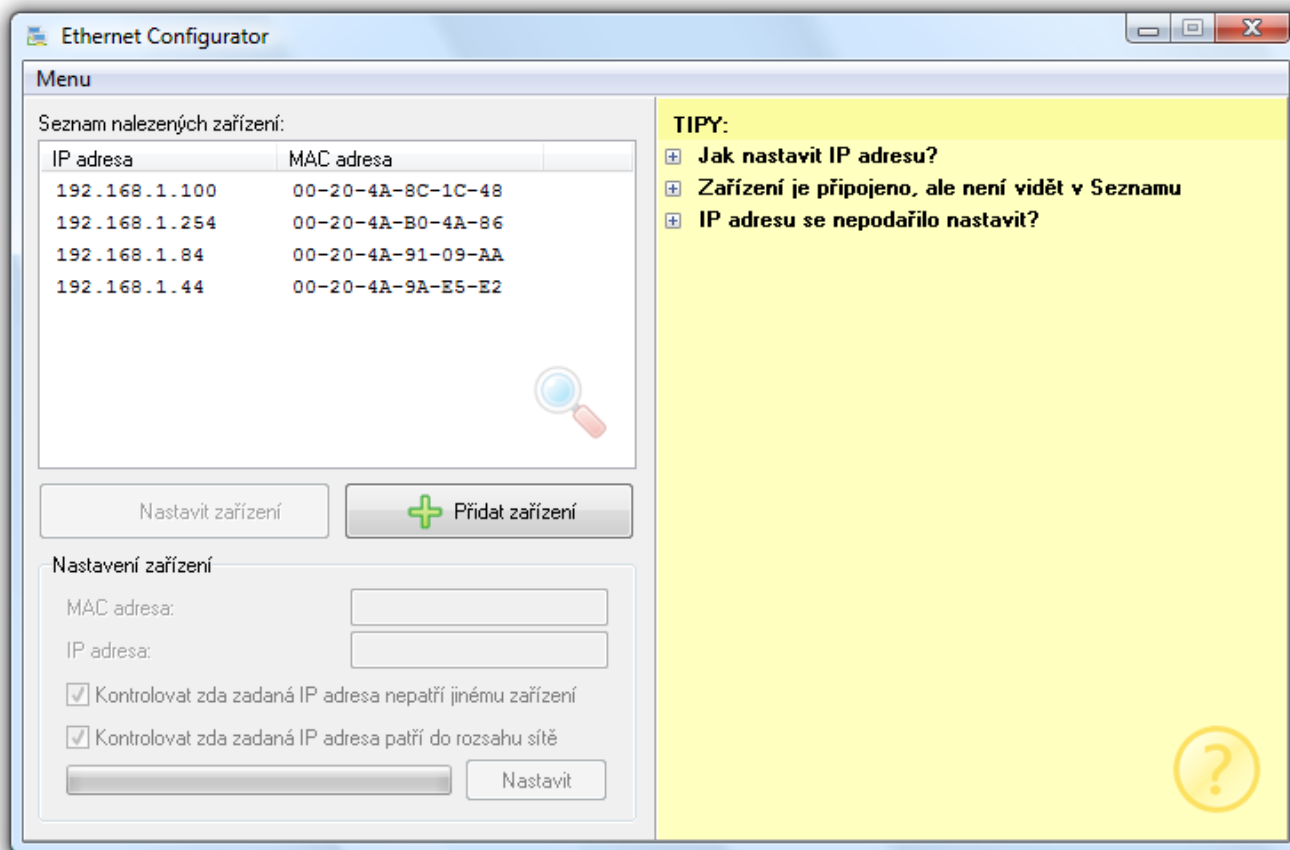 Ethernet Configurator
Menu
Seznam nalezených zařízení:
IP adresa MAC adresa
192.168.1.100 00-20-4A-8C-1C-48
192.168.1.254 00-20-4A-B0-4A-86
192.168.1.84 00-20-4A-91-09-AA
192.168.1.44 00-20-4A-9A-E5-E2
Nastavit zařízení Přidat zařízení
Nastavení zařízení
MAC adresa:
IP adresa:
Kontrolovat zda zadaná IP adresa nepatří jinému zařízení
Kontrolovat zda zadaná IP adresa patří do rozsahu sítě
Nastavit
TIPY:
Jak nastavit IP adresu?
Zařízení je připojeno, ale není vidět v Seznamu
IP adresu se nepodařilo nastavit?
?